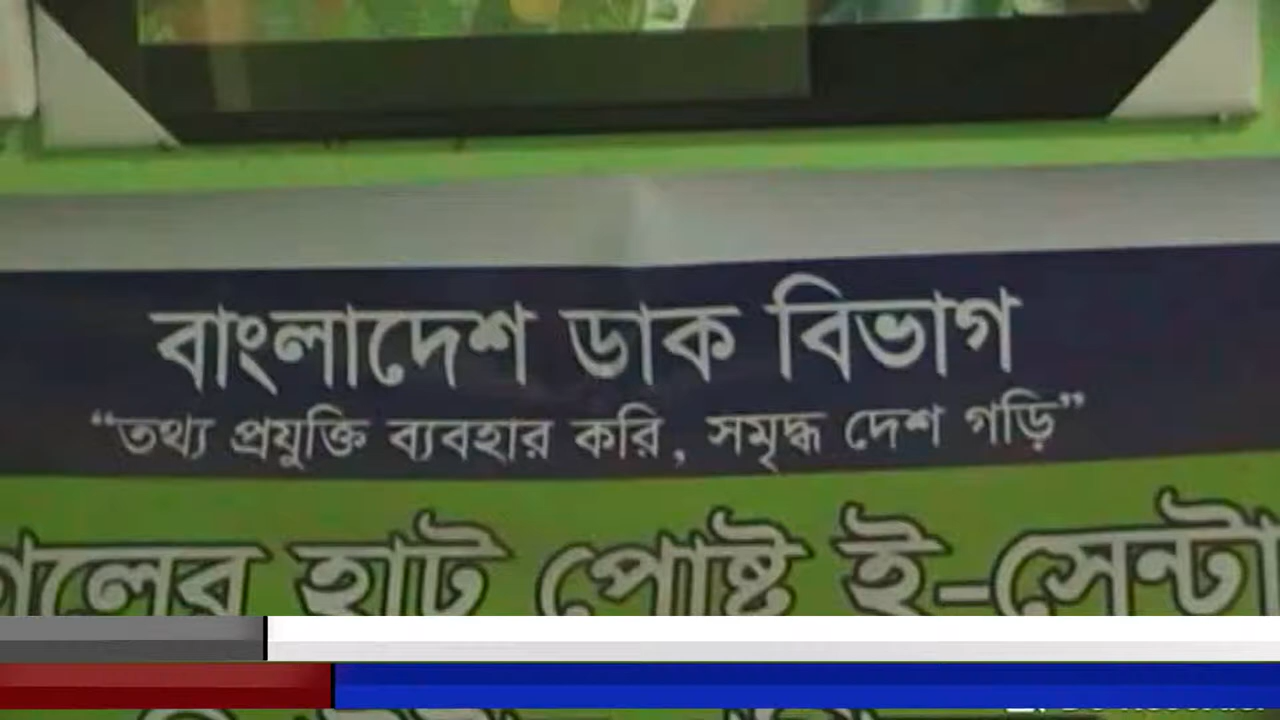 বাংলাদেশ ডাক বিভাগ
“তথ্য প্রযুক্তি ব্যবহার করি, সমৃদ্ধ দেশ গড়ি”
হাট পোষ্ট ই-সেন্টা